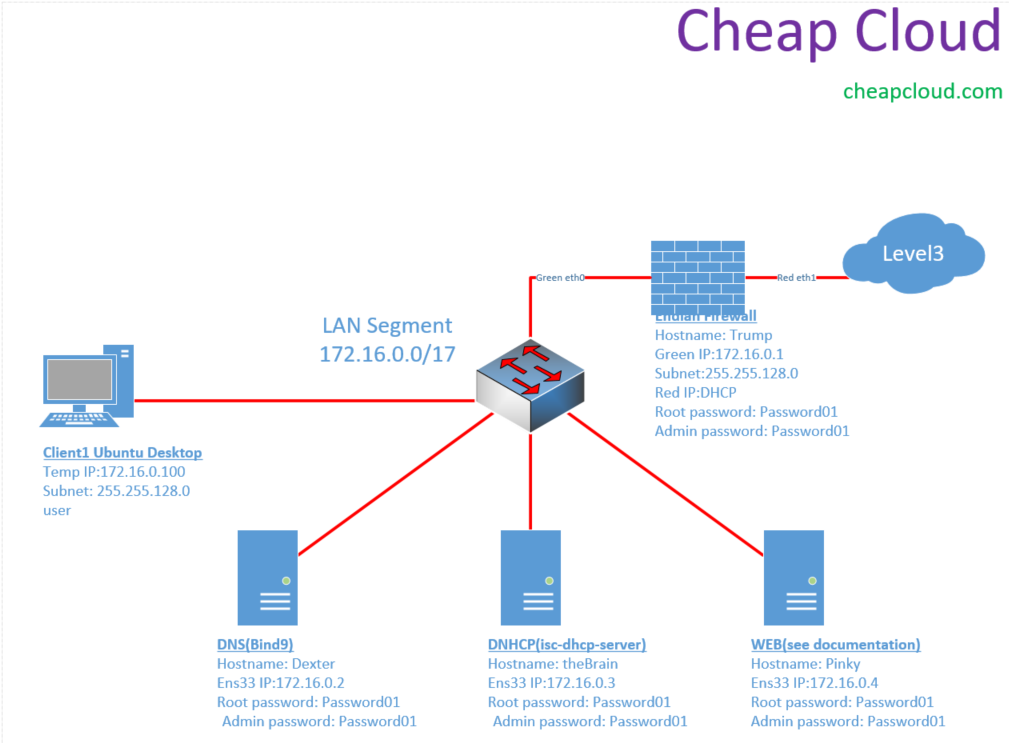 Cheap Cloud
cheapcloud.com
Level3
Green eth0
Red eth1
Endian Firewall
Hostname: Trump
Green IP:172.16.0.1
Subnet:255.255.128.0
Red IP:DHCP
Root password: Password01
Admin password: Password01
LAN Segment
172.16.0.0/17
Client1 Ubuntu Desktop
Temp IP:172.16.0.100
Subnet: 255.255.128.0
user
DNS(Bind9)
Hostname: Dexter
Ens33 IP:172.16.0.2
Root password: Password01
Admin password: Password01
DNHCP(isc-dhcp-server)
Hostname: theBrain
Ens33 IP:172.16.0.3
Root password: Password01
Admin password: Password01
WEB(see documentation)
Hostname: Pinky
Ens33 IP:172.16.0.4
Root password: Password01
Admin password: Password01